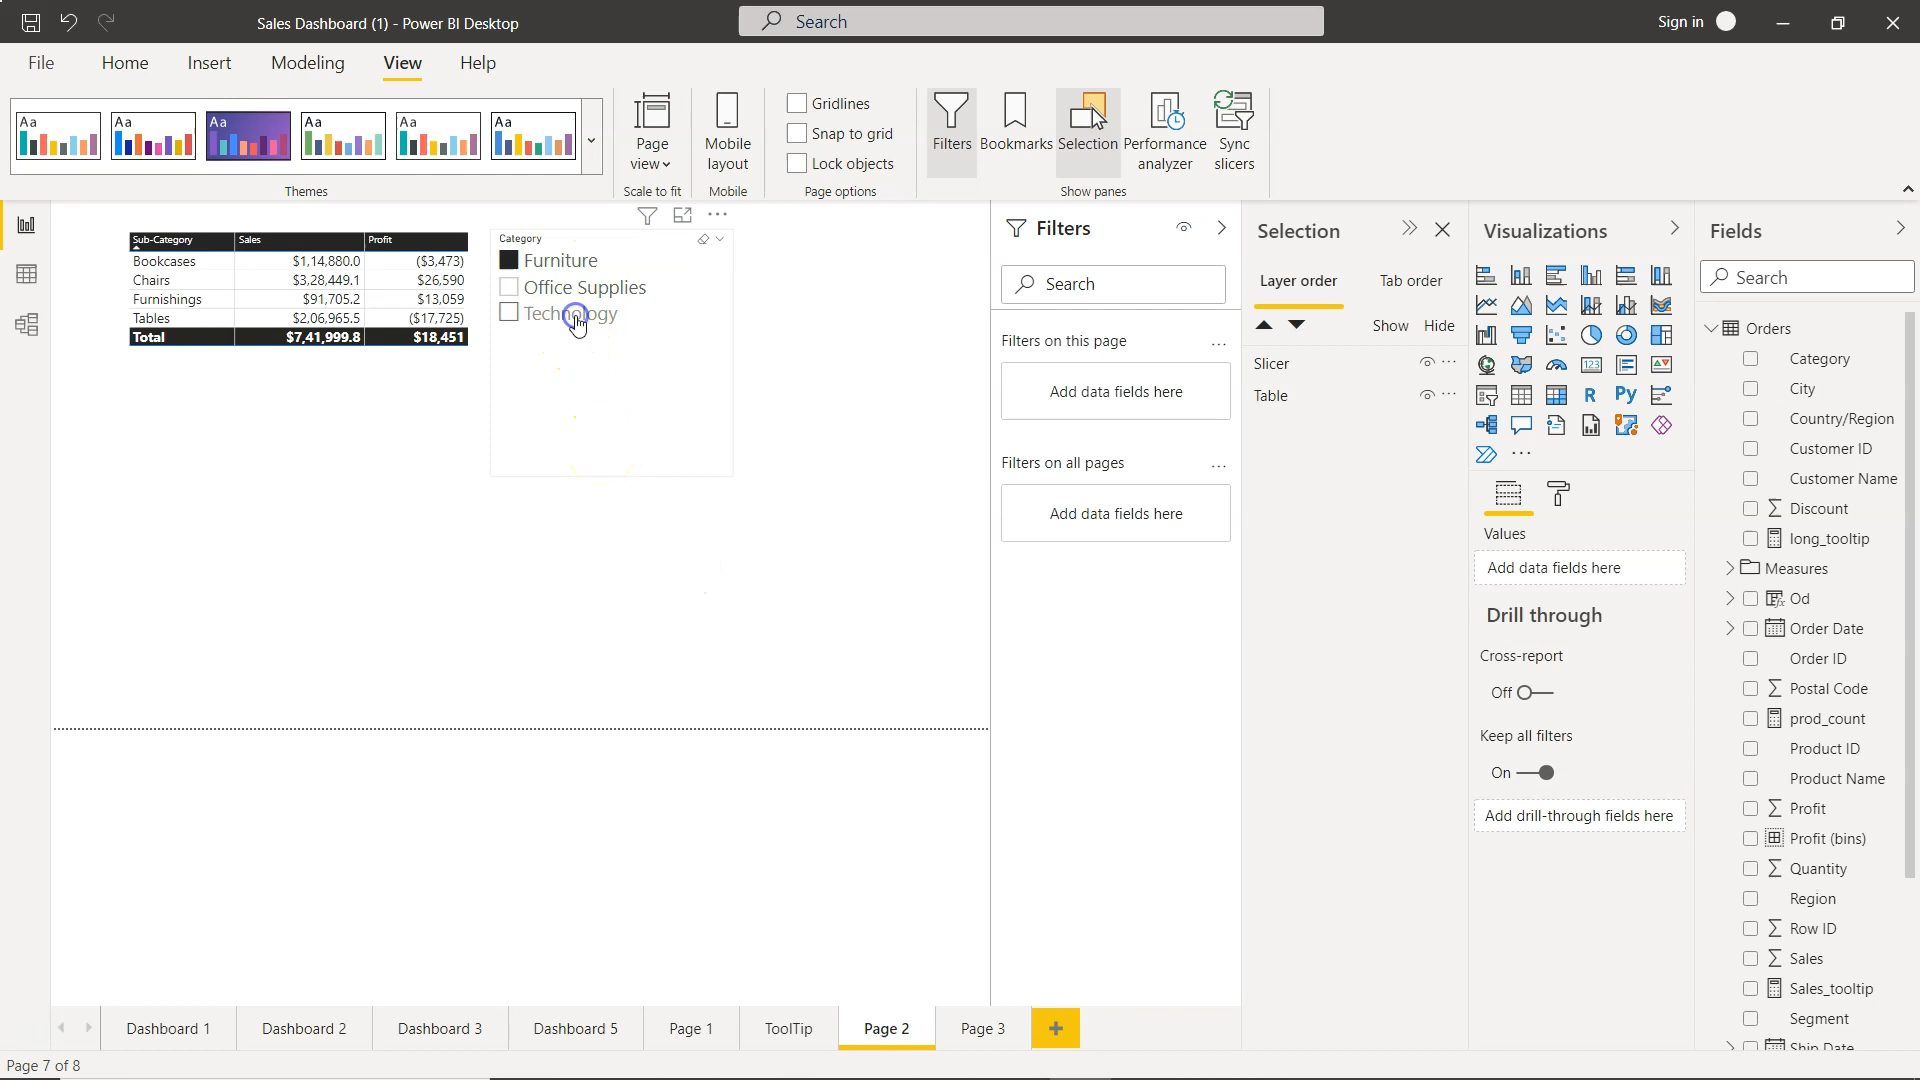 Sales Dashboard (1) - Power BI Desktop
Search
Sign in
File Home Insert Modeling View Help
Aa Aa Aa Aa Aa Aa
Themes
Page view
Scale to fit
Mobile layout
Mobile
Gridlines
Snap to grid
Lock objects
Page options
Filters
Bookmarks
Selection
Performance analyzer
Sync slicers
Show panes
Sub-Category Sales Profit
Bookcases $1,14,880.0 ($3,473)
Chairs $3,28,449.1 $26,590
Furnishings $91,705.2 $13,059
Tables $2,06,965.5 ($17,725)
Total $7,41,999.8 $18,451
Category
Furniture
Office Supplies
Technology
Filters
Search
Filters on this page ...
Add data fields here
Filters on all pages ...
Add data fields here
Selection
Layer order Tab order
Show Hide
Slicer
Table
Visualizations
123
R Py
Values
Add data fields here
Drill through
Cross-report
Off
Keep all filters
On
Add drill-through fields here
Fields
Search
Orders
Category
City
Country/Region
Customer ID
Customer Name
Discount
long_tooltip
Measures
Od
Order Date
Order ID
Postal Code
prod_count
Product ID
Product Name
Profit
Profit (bins)
Quantity
Region
Row ID
Sales
Sales_tooltip
Segment
Ship Date
Dashboard 1 Dashboard 2 Dashboard 3 Dashboard 5 Page 1 ToolTip Page 2 Page 3
Page 7 of 8